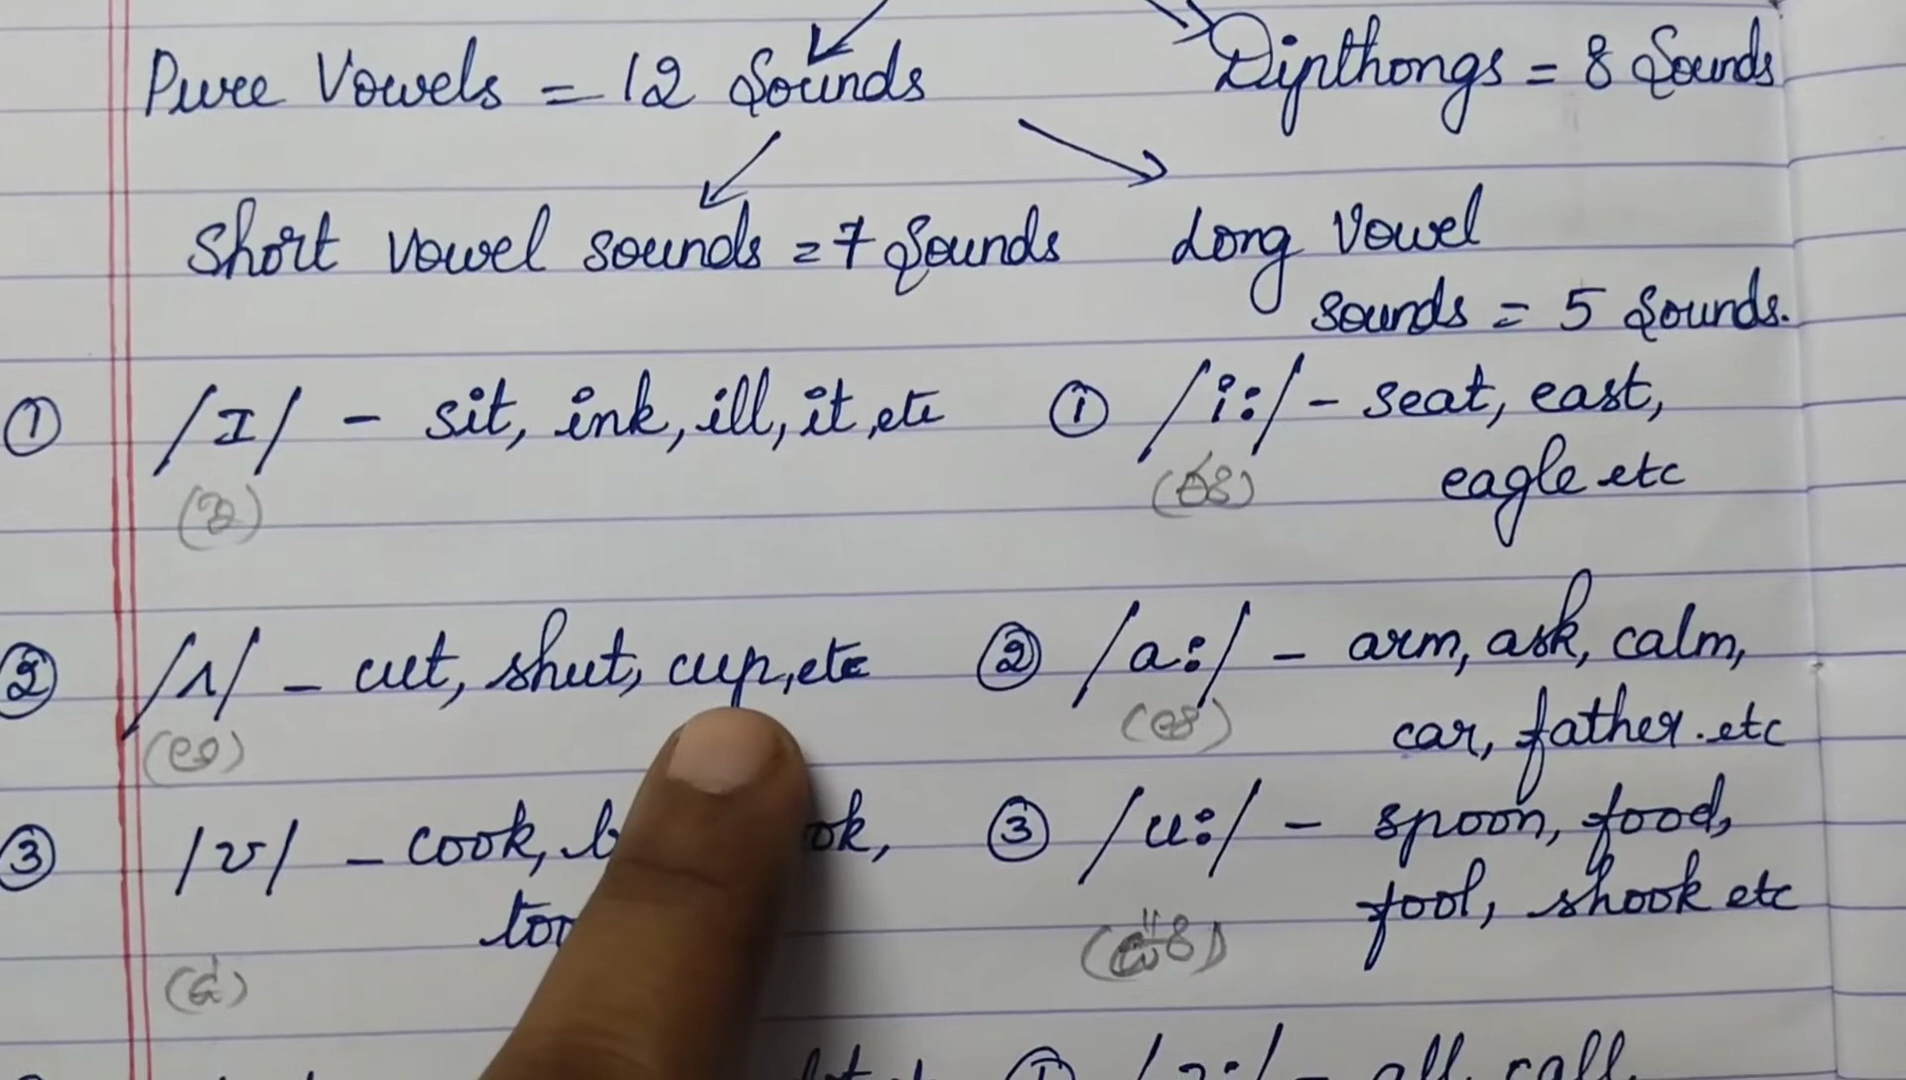 Pure Vowels = 12 Sounds
Dipthongs = 8 Sounds
Short vowel sounds = 7 Sounds
Long Vowel
sounds = 5 Sounds.
① /I/ - sit, ink, ill, it, etc
① /i:/ - seat, east,
eagle etc
② /ʌ/ - cut, shut, cup, etc
② /a:/ - arm, ask, calm,
car, father. etc
③ /ʊ/ - cook,
③ /u:/ - spoon, food,
fool, shook etc
all, call,